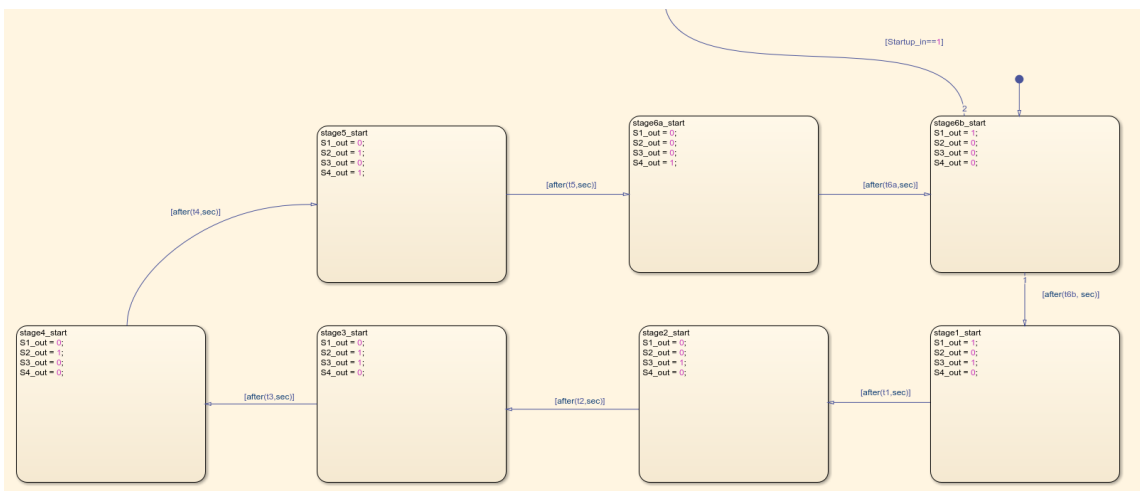 [Startup_in==1]
2
stage5_start
S1_out = 0;
S2_out = 1;
S3_out = 0;
S4_out = 1;
stage6a_start
S1_out = 0;
S2_out = 0;
S3_out = 0;
S4_out = 1;
stage6b_start
S1_out = 1;
S2_out = 0;
S3_out = 0;
S4_out = 0;
[after(t4,sec)]
[after(t5,sec)]
[after(t6a,sec)]
1
[after(t6b, sec)]
stage4_start
S1_out = 0;
S2_out = 1;
S3_out = 0;
S4_out = 0;
stage3_start
S1_out = 0;
S2_out = 1;
S3_out = 1;
S4_out = 0;
stage2_start
S1_out = 0;
S2_out = 0;
S3_out = 1;
S4_out = 0;
stage1_start
S1_out = 1;
S2_out = 0;
S3_out = 1;
S4_out = 0;
[after(t3,sec)]
[after(t2,sec)]
[after(t1,sec)]